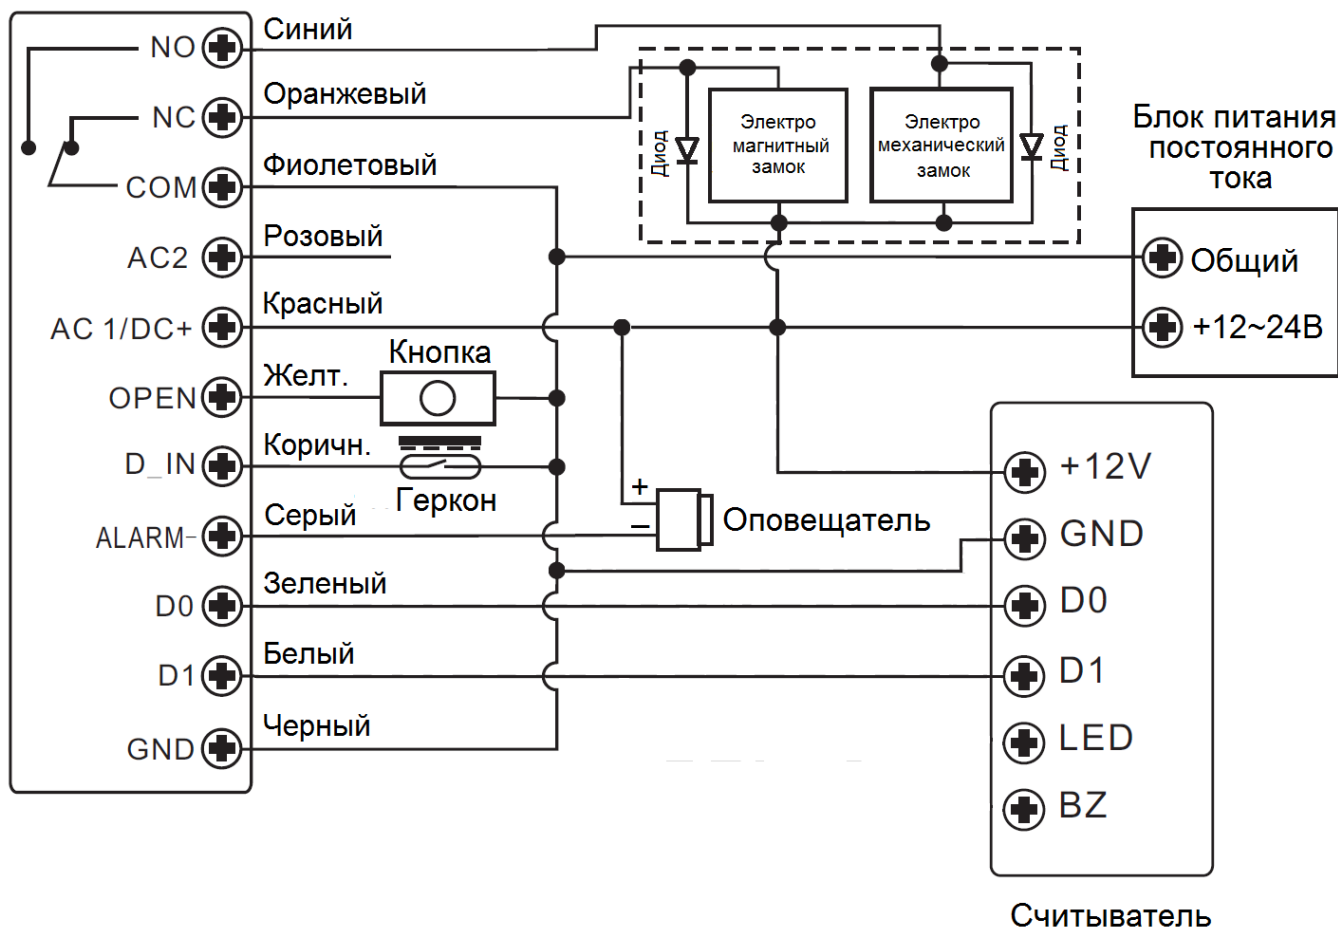 NO
Синий
NC
Оранжевый
COM
Фиолетовый
AC2
Розовый
AC 1/DC+
Красный
OPEN
Желт.
Кнопка
D_IN
Коричн.
Геркон
ALARM-
Серый
+
–
Оповещатель
D0
Зеленый
D1
Белый
GND
Черный
Диод
Электро
магнитный
замок
Электро
механический
замок
Диод
Блок питания
постоянного
тока
Общий
+12~24В
+12V
GND
D0
D1
LED
BZ
Считыватель